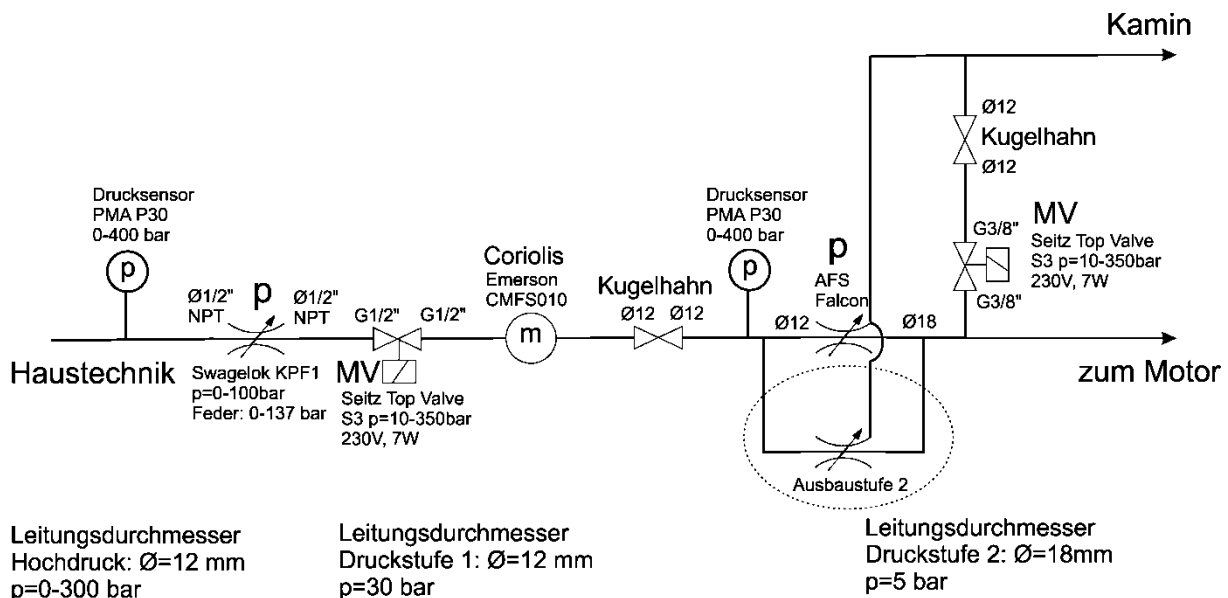 Kamin
Ø12
Kugelhahn
Ø12
Drucksensor
PMA P30
0-400 bar
p
Drucksensor
PMA P30
0-400 bar
p
G3/8"
MV
Seitz Top Valve
S3 p=10-350bar
230V, 7W
G3/8"
Ø1/2"
NPT
p
Ø1/2"
NPT
G1/2"
G1/2"
Coriolis
Emerson
CMFS010
m
Kugelhahn
Ø12
Ø12
p
AFS
Falcon
Ø12
Ø18
Haustechnik
Swagelok KPF1
p=0-100bar
Feder: 0-137 bar
MV
Seitz Top Valve
S3 p=10-350bar
230V, 7W
zum Motor
Ausbaustufe 2
Leitungsdurchmesser
Hochdruck: Ø=12 mm
p=0-300 bar
Leitungsdurchmesser
Druckstufe 1: Ø=12 mm
p=30 bar
Leitungsdurchmesser
Druckstufe 2: Ø=18mm
p=5 bar